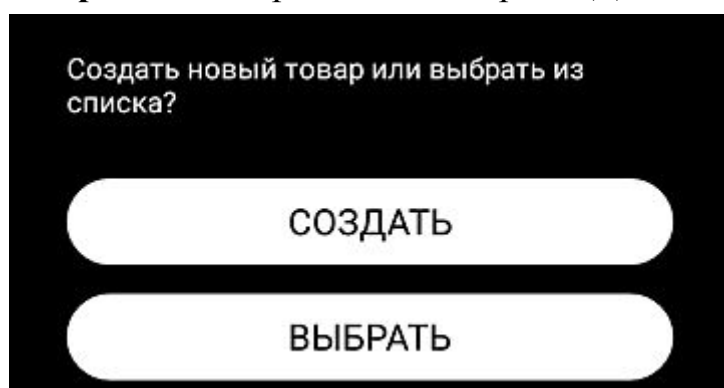 Создать новый товар или выбрать из
списка?
СОЗДАТЬ
ВЫБРАТЬ